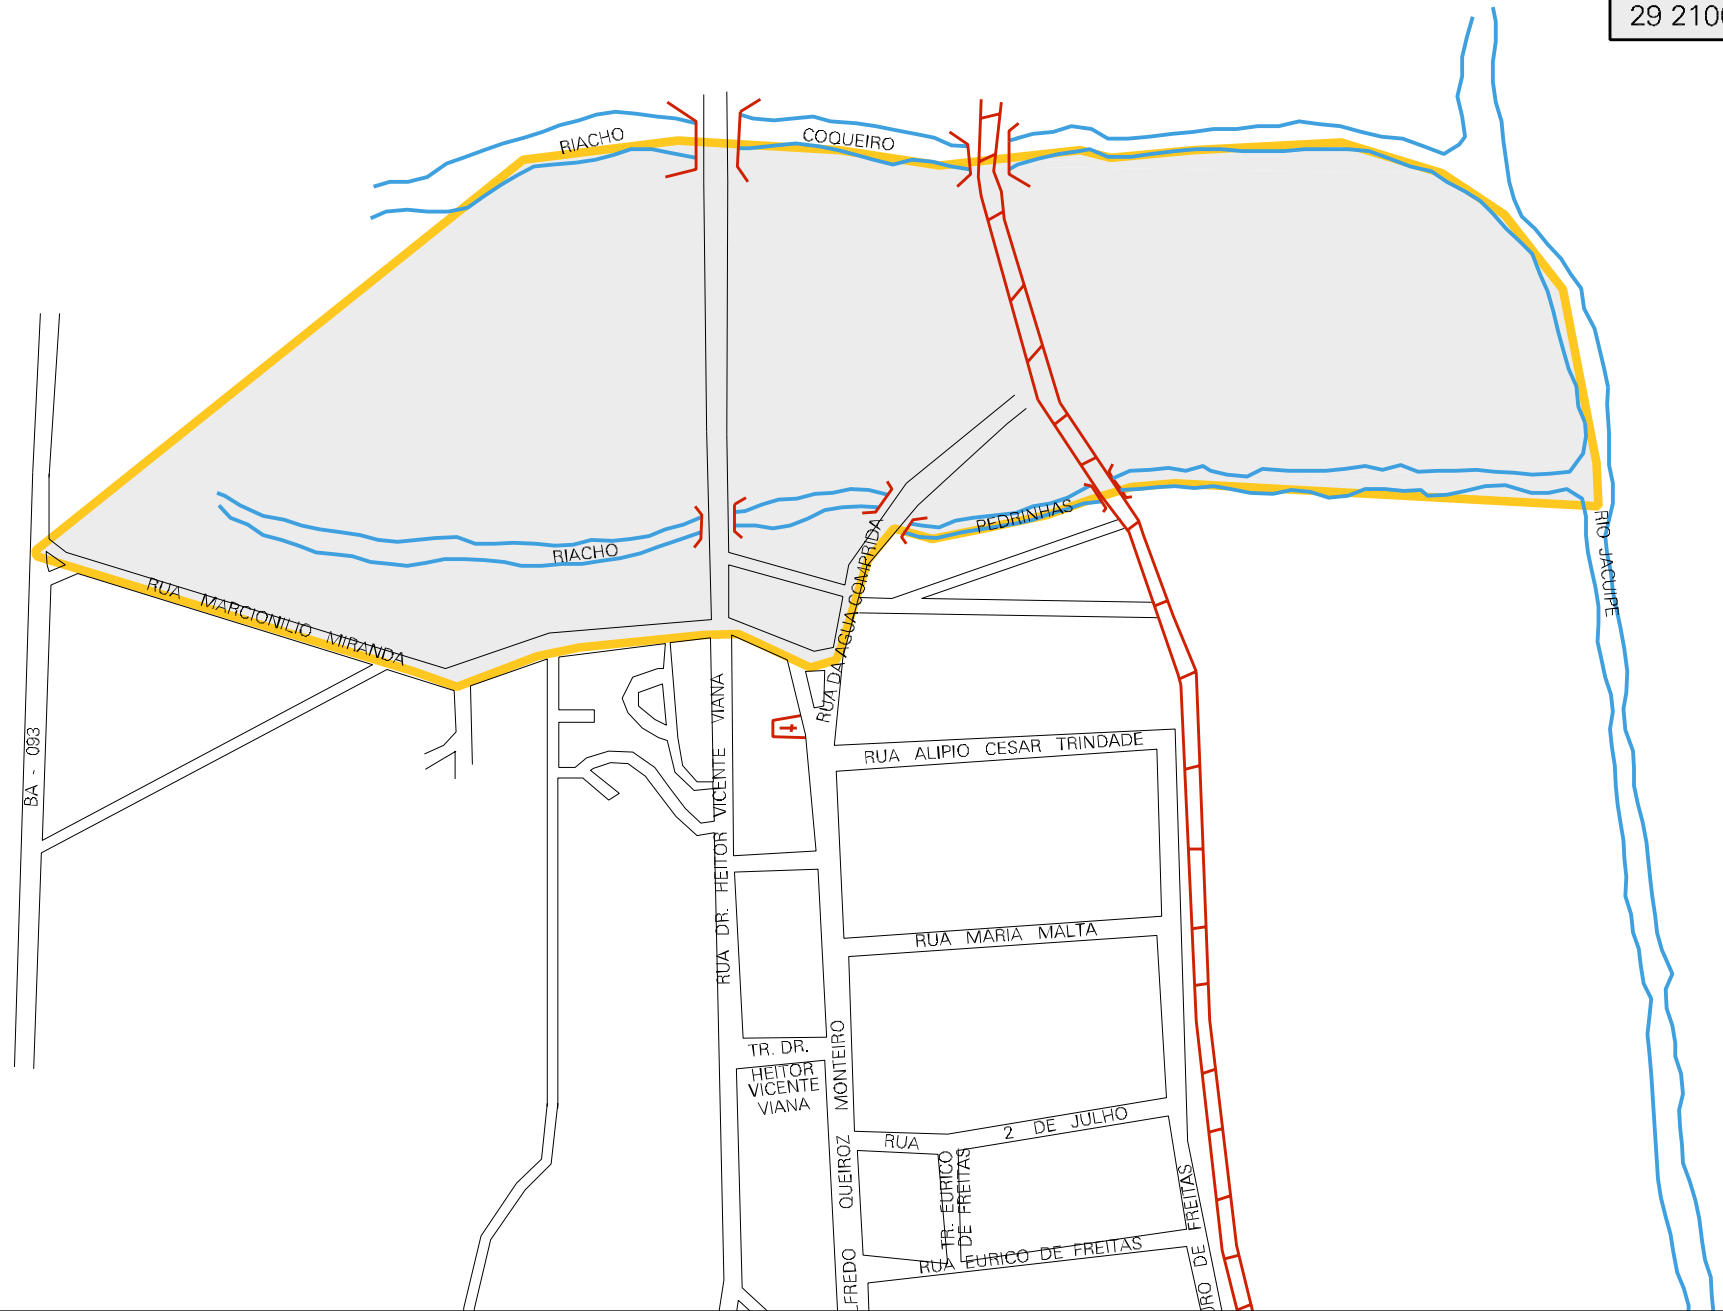 29 210
RIACHO COQUEIRO
RIACHO PEDRINHAS
RUA MARCIONILIO MIRANDA
RUA DA AGUA COMPRIDA
RIO JACUIPE
BA - 093
RUA DR. HEITOR VICENTE VIANA
RUA ALIPIO CESAR TRINDADE
RUA MARIA MALTA
TR. DR.
HEITOR
VICENTE
VIANA
LFREDO QUEIROZ MONTEIRO
RUA 2 DE JULHO
TR. EURICO
DE FREITAS
RUA EURICO DE FREITAS
URO DE FREITAS